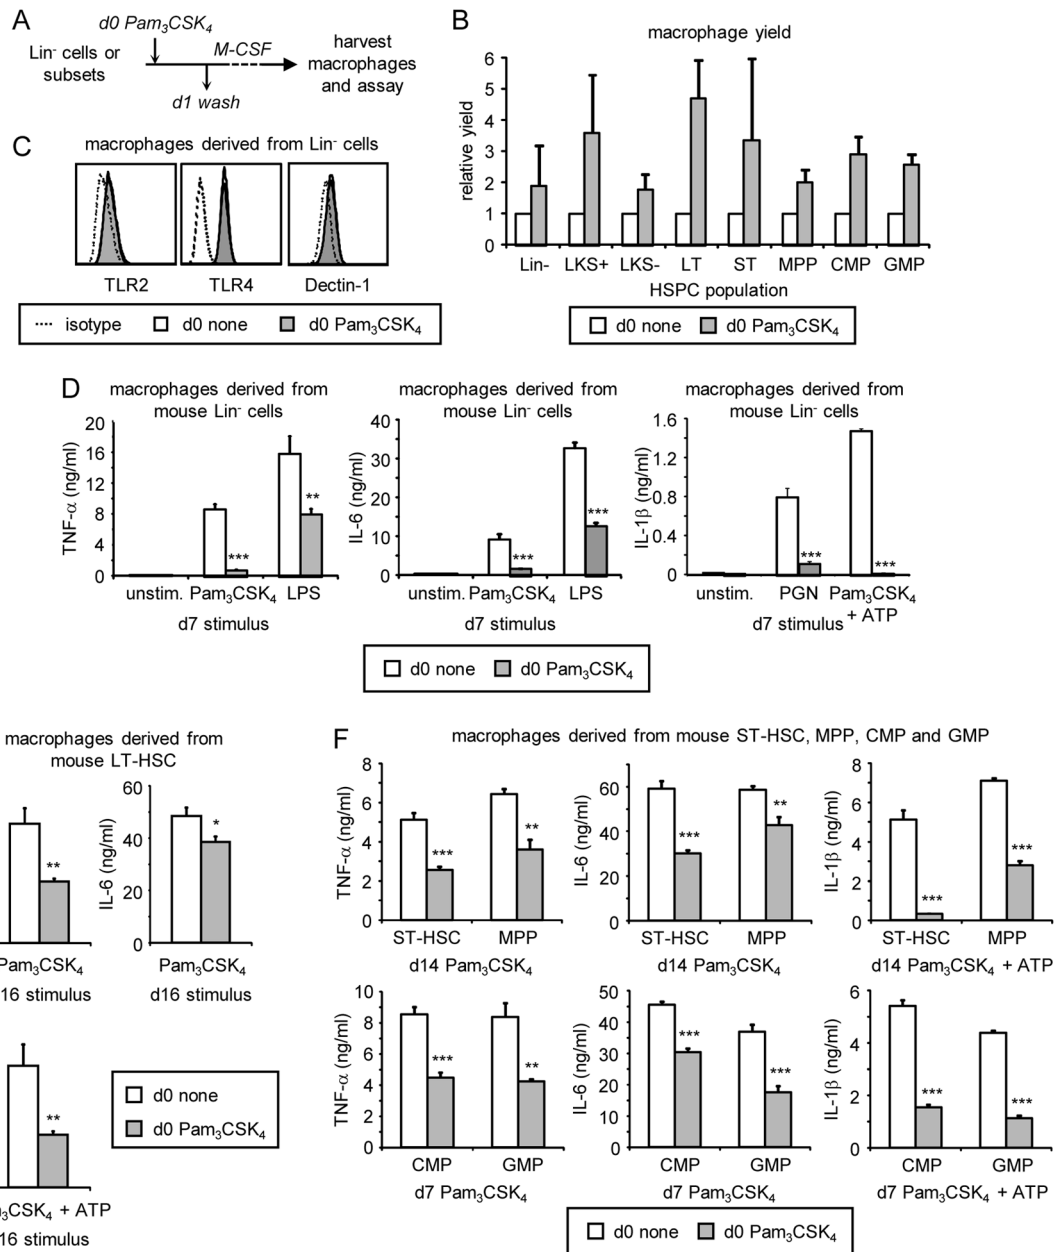 A
d0 Pam₃CSK₄
Lin⁻ cells or
subsets
M-CSF
harvest
macrophages
and assay
d1 wash
B
macrophage yield
relative yield
6
5
4
3
2
1
0
Lin- LKS+ LKS- LT ST MPP CMP GMP
HSPC population
d0 none d0 Pam₃CSK₄
C
macrophages derived from Lin⁻ cells
TLR2 TLR4 Dectin-1
isotype d0 none d0 Pam₃CSK₄
D
macrophages derived from
mouse Lin⁻ cells
TNF-α (ng/ml)
20
16
12
8
4
0
***
**
unstim. Pam₃CSK₄ LPS
d7 stimulus
macrophages derived from
mouse Lin⁻ cells
IL-6 (ng/ml)
40
30
20
10
0
***
***
unstim. Pam₃CSK₄ LPS
d7 stimulus
macrophages derived from
mouse Lin⁻ cells
IL-1β (ng/ml)
1.6
1.2
0.8
0.4
0
***
***
unstim. PGN Pam₃CSK₄
+ ATP
d7 stimulus
d0 none d0 Pam₃CSK₄
macrophages derived from
mouse LT-HSC
**
Pam₃CSK₄
16 stimulus
IL-6 (ng/ml)
60
40
20
0
*
Pam₃CSK₄
d16 stimulus
**
₃CSK₄ + ATP
16 stimulus
d0 none
d0 Pam₃CSK₄
F
macrophages derived from mouse ST-HSC, MPP, CMP and GMP
TNF-α (ng/ml)
8
6
4
2
0
***
**
ST-HSC MPP
d14 Pam₃CSK₄
IL-6 (ng/ml)
60
40
20
0
***
**
ST-HSC MPP
d14 Pam₃CSK₄
IL-1β (ng/ml)
8
6
4
2
0
***
***
ST-HSC MPP
d14 Pam₃CSK₄ + ATP
TNF-α (ng/ml)
10
8
6
4
2
0
***
**
CMP GMP
d7 Pam₃CSK₄
IL-6 (ng/ml)
50
40
30
20
10
0
***
***
CMP GMP
d7 Pam₃CSK₄
IL-1β (ng/ml)
6
4
2
0
***
***
CMP GMP
d7 Pam₃CSK₄ + ATP
d0 none d0 Pam₃CSK₄